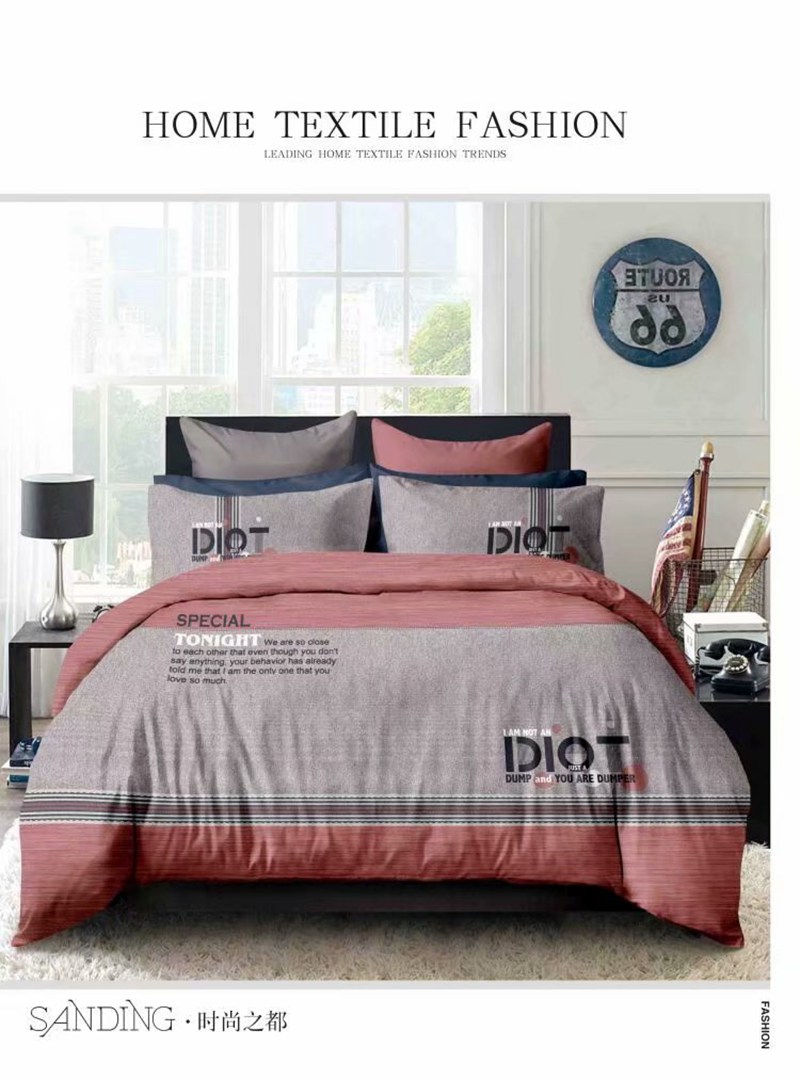 HOME TEXTILE FASHION
LEADING HOME TEXTILE FASHION TRENDS
ROUTE
US
66
I AM NOT AN
IDIOT
I AM NOT AN
IDIOT
SPECIAL
TONIGHT We are so close
to each other that even though you don't
say anything, your behavior has already
told me that I am the only one that you
love so much.
I AM NOT AN
IDIOT
JUST A
DUMP and YOU ARE DUMPER
SANDING · 时尚之都
FASHION